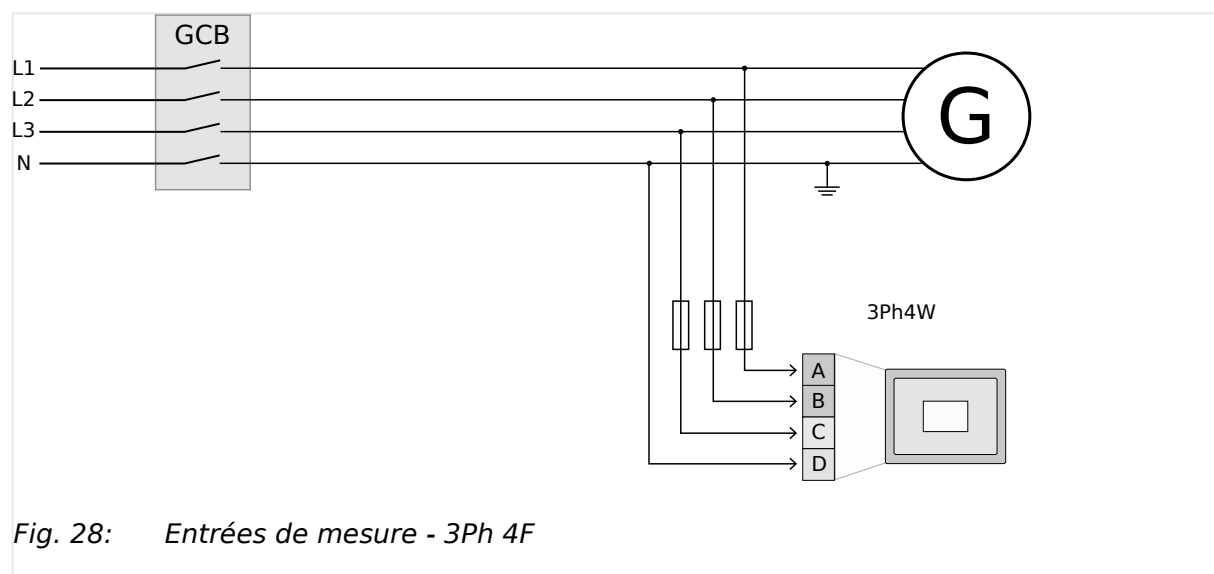 GCB
L1
L2
L3
N
G
3Ph4W
A
B
C
D
Fig. 28: Entrées de mesure - 3Ph 4F